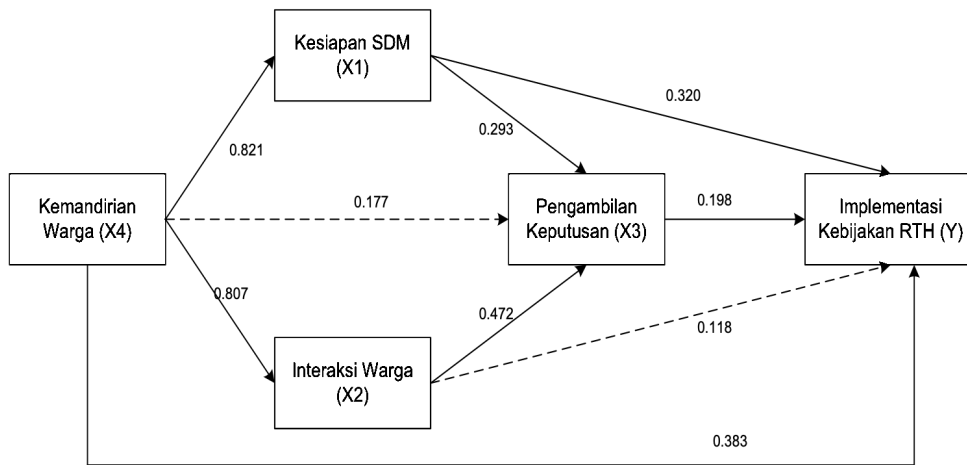 Kesiapan SDM
(X1)
0.320
0.293
0.821
Kemandirian
Warga (X4)
0.177
Pengambilan
Keputusan (X3)
0.198
Implementasi
Kebijakan RTH (Y)
0.807
0.472
0.118
Interaksi Warga
(X2)
0.383